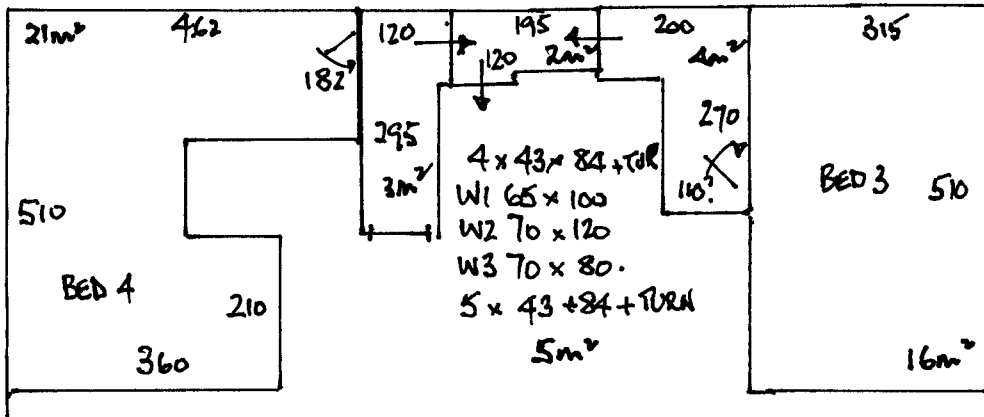 21m² 462 120 195 200 315
182 120 2m² 4m²
295 270
3m² 4 x 43 x 84 + TUR 110? BED 3 510
510 W1 65 x 100
W2 70 x 120
BED 4 W3 70 x 80.
210 5 x 43 + 84 + TURN
360 5m² 16m²